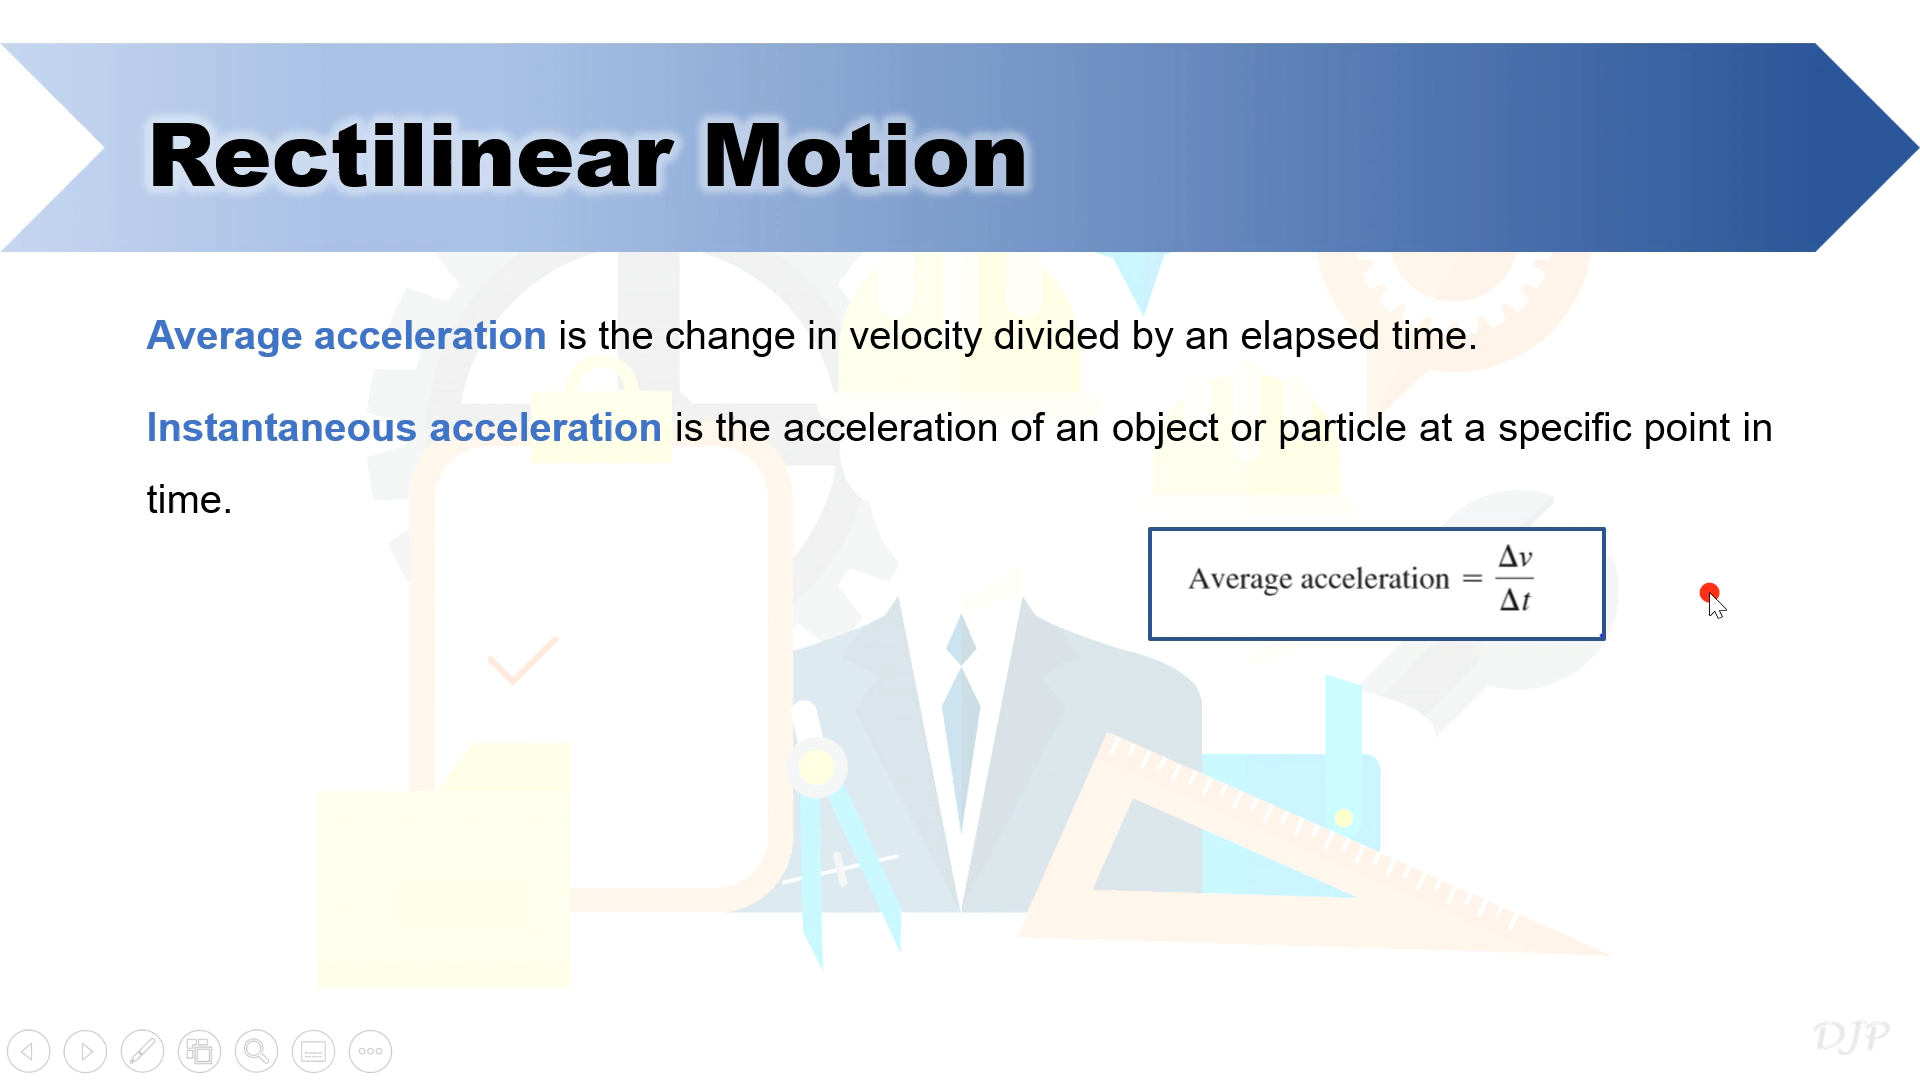 Rectilinear Motion
Average acceleration is the change in velocity divided by an elapsed time.
Instantaneous acceleration is the acceleration of an object or particle at a specific point in
time.
Average acceleration = Δv/Δt
DJP